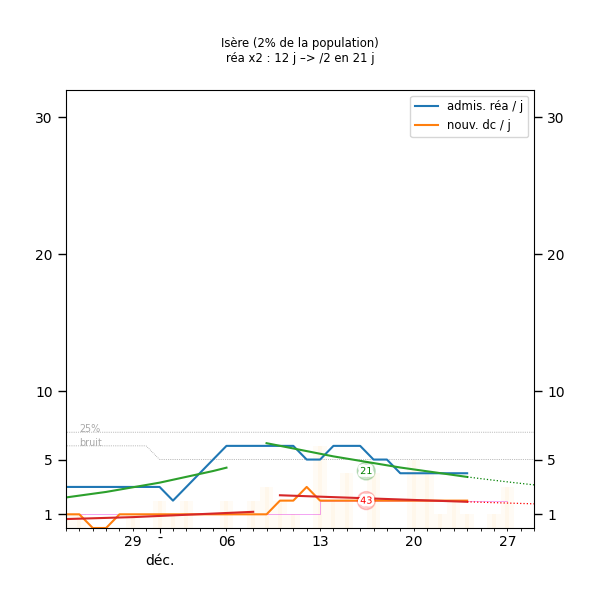 Isère (2% de la population)
réa x2 : 12 j –> /2 en 21 j
admis. réa / j
nouv. dc / j
30 30
20 20
10 10
25%
bruit
5 5
21
43
1 1
29 - 06 13 20 27
déc.